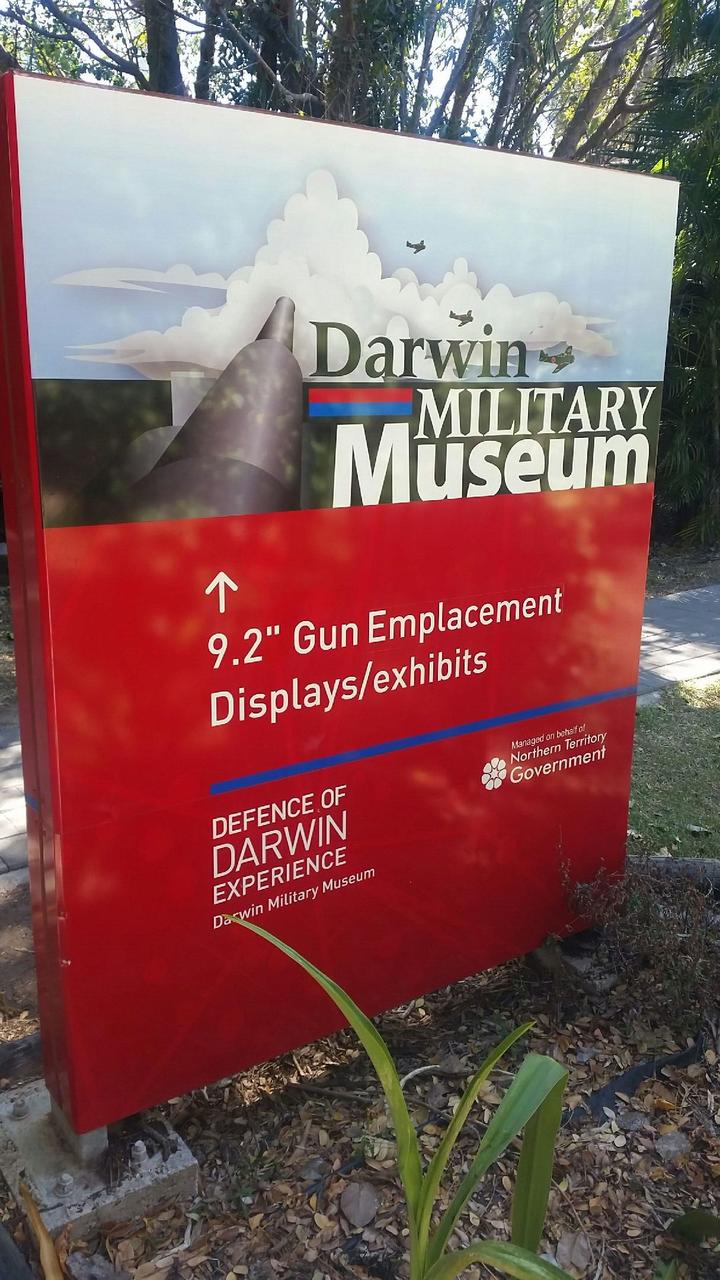 Darwin
MILITARY
Museum
↑
9.2" Gun Emplacement
Displays/exhibits
Managed on behalf of
Northern Territory
Government
DEFENCE OF
DARWIN
EXPERIENCE
Darwin Military Museum